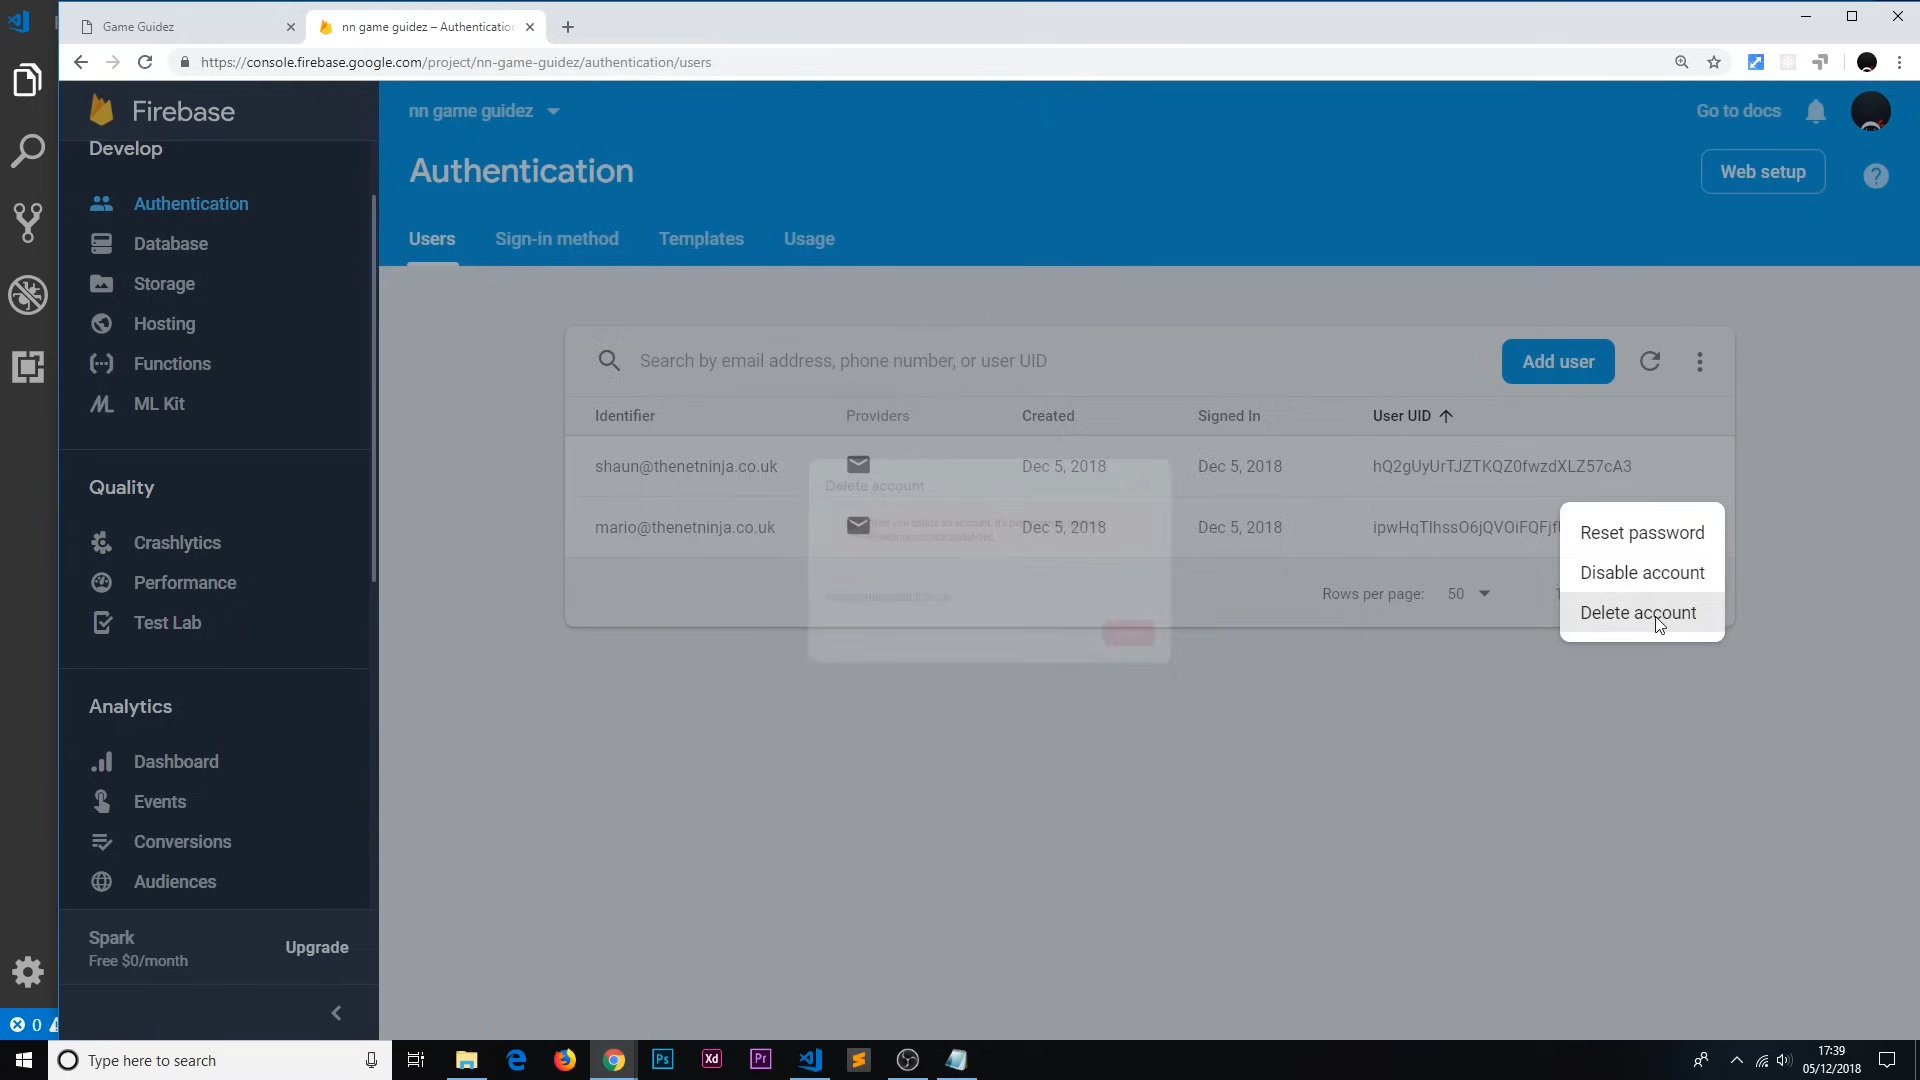 Game Guidez
nn game guidez – Authentication
https://console.firebase.google.com/project/nn-game-guidez/authentication/users
Firebase
nn game guidez
Go to docs
Develop
Authentication
Web setup
Authentication
Database
Storage
Hosting
Functions
ML Kit
Users
Sign-in method
Templates
Usage
Search by email address, phone number, or user UID
Add user
Identifier
Providers
Created
Signed In
User UID
shaun@thenetninja.co.uk
Dec 5, 2018
Dec 5, 2018
hQ2gUyUrTJZTKQZ0fwzdXLZ57cA3
Delete account
mario@thenetninja.co.uk
Dec 5, 2018
Dec 5, 2018
Reset password
Disable account
Delete account
Rows per page:
50
Quality
Crashlytics
Performance
Test Lab
Analytics
Dashboard
Events
Conversions
Audiences
Spark
Free $0/month
Upgrade
0
Type here to search
Ps
Xd
Pr
17:39
05/12/2018